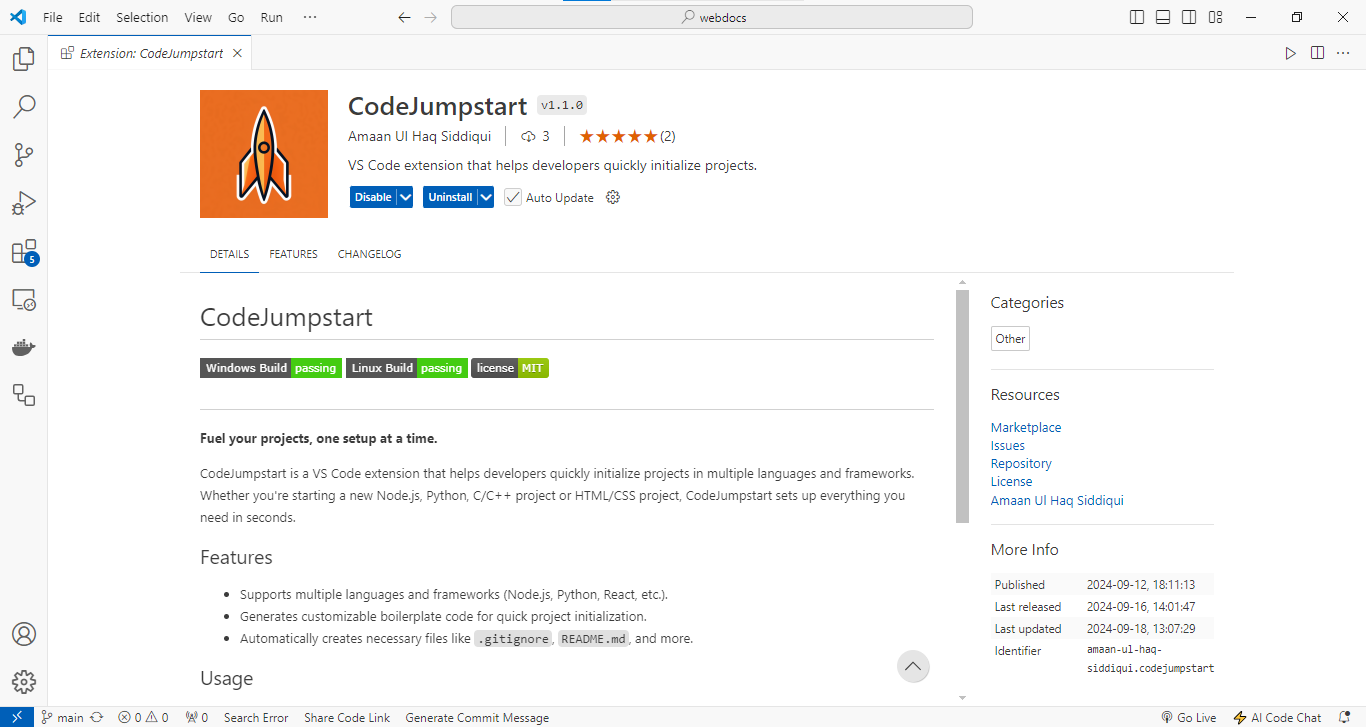 File Edit Selection View Go Run ···
webdocs
Extension: CodeJumpstart
CodeJumpstart v1.1.0
Amaan Ul Haq Siddiqui 3 ★★★★★(2)
VS Code extension that helps developers quickly initialize projects.
Disable Uninstall Auto Update
DETAILS FEATURES CHANGELOG
CodeJumpstart
Windows Build passing Linux Build passing license MIT
Fuel your projects, one setup at a time.
CodeJumpstart is a VS Code extension that helps developers quickly initialize projects in multiple languages and frameworks.
Whether you're starting a new Node.js, Python, C/C++ project or HTML/CSS project, CodeJumpstart sets up everything you
need in seconds.
Features
• Supports multiple languages and frameworks (Node.js, Python, React, etc.).
• Generates customizable boilerplate code for quick project initialization.
• Automatically creates necessary files like .gitignore, README.md, and more.
Usage
Categories
Other
Resources
Marketplace
Issues
Repository
License
Amaan Ul Haq Siddiqui
More Info
Published 2024-09-12, 18:11:13
Last released 2024-09-16, 14:01:47
Last updated 2024-09-18, 13:07:29
Identifier amaan-ul-haq-
siddiqui.codejumpstart
5
main 0 0 0 Search Error Share Code Link Generate Commit Message Go Live AI Code Chat